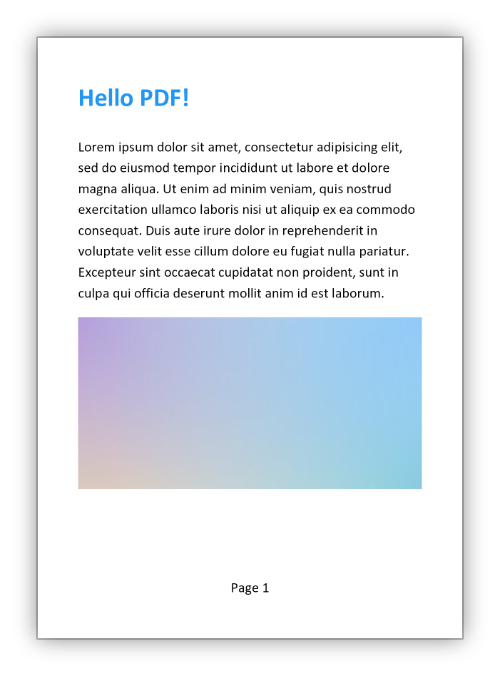 Hello PDF!
Lorem ipsum dolor sit amet, consectetur adipisicing elit,
sed do eiusmod tempor incididunt ut labore et dolore
magna aliqua. Ut enim ad minim veniam, quis nostrud
exercitation ullamco laboris nisi ut aliquip ex ea commodo
consequat. Duis aute irure dolor in reprehenderit in
voluptate velit esse cillum dolore eu fugiat nulla pariatur.
Excepteur sint occaecat cupidatat non proident, sunt in
culpa qui officia deserunt mollit anim id est laborum.
Page 1